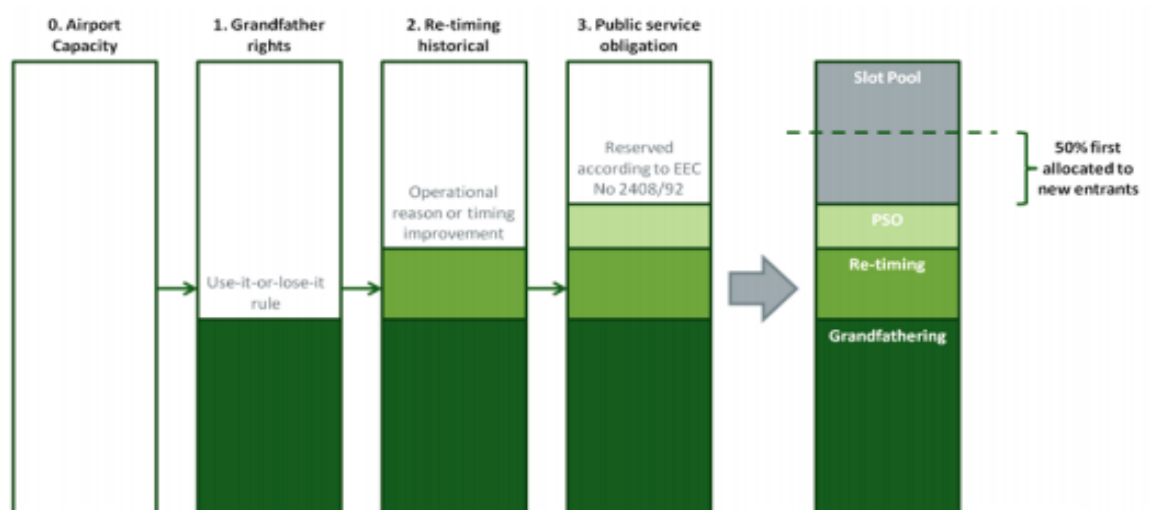 0. Airport
Capacity
1. Grandfather
rights
2. Re-timing
historical
3. Public service
obligation
Use-it-or-lose-it
rule
Operational
reason or timing
improvement
Reserved
according to EEC
No 2408/92
Slot Pool
PSO
Re-timing
Grandfathering
50% first
allocated to
new entrants